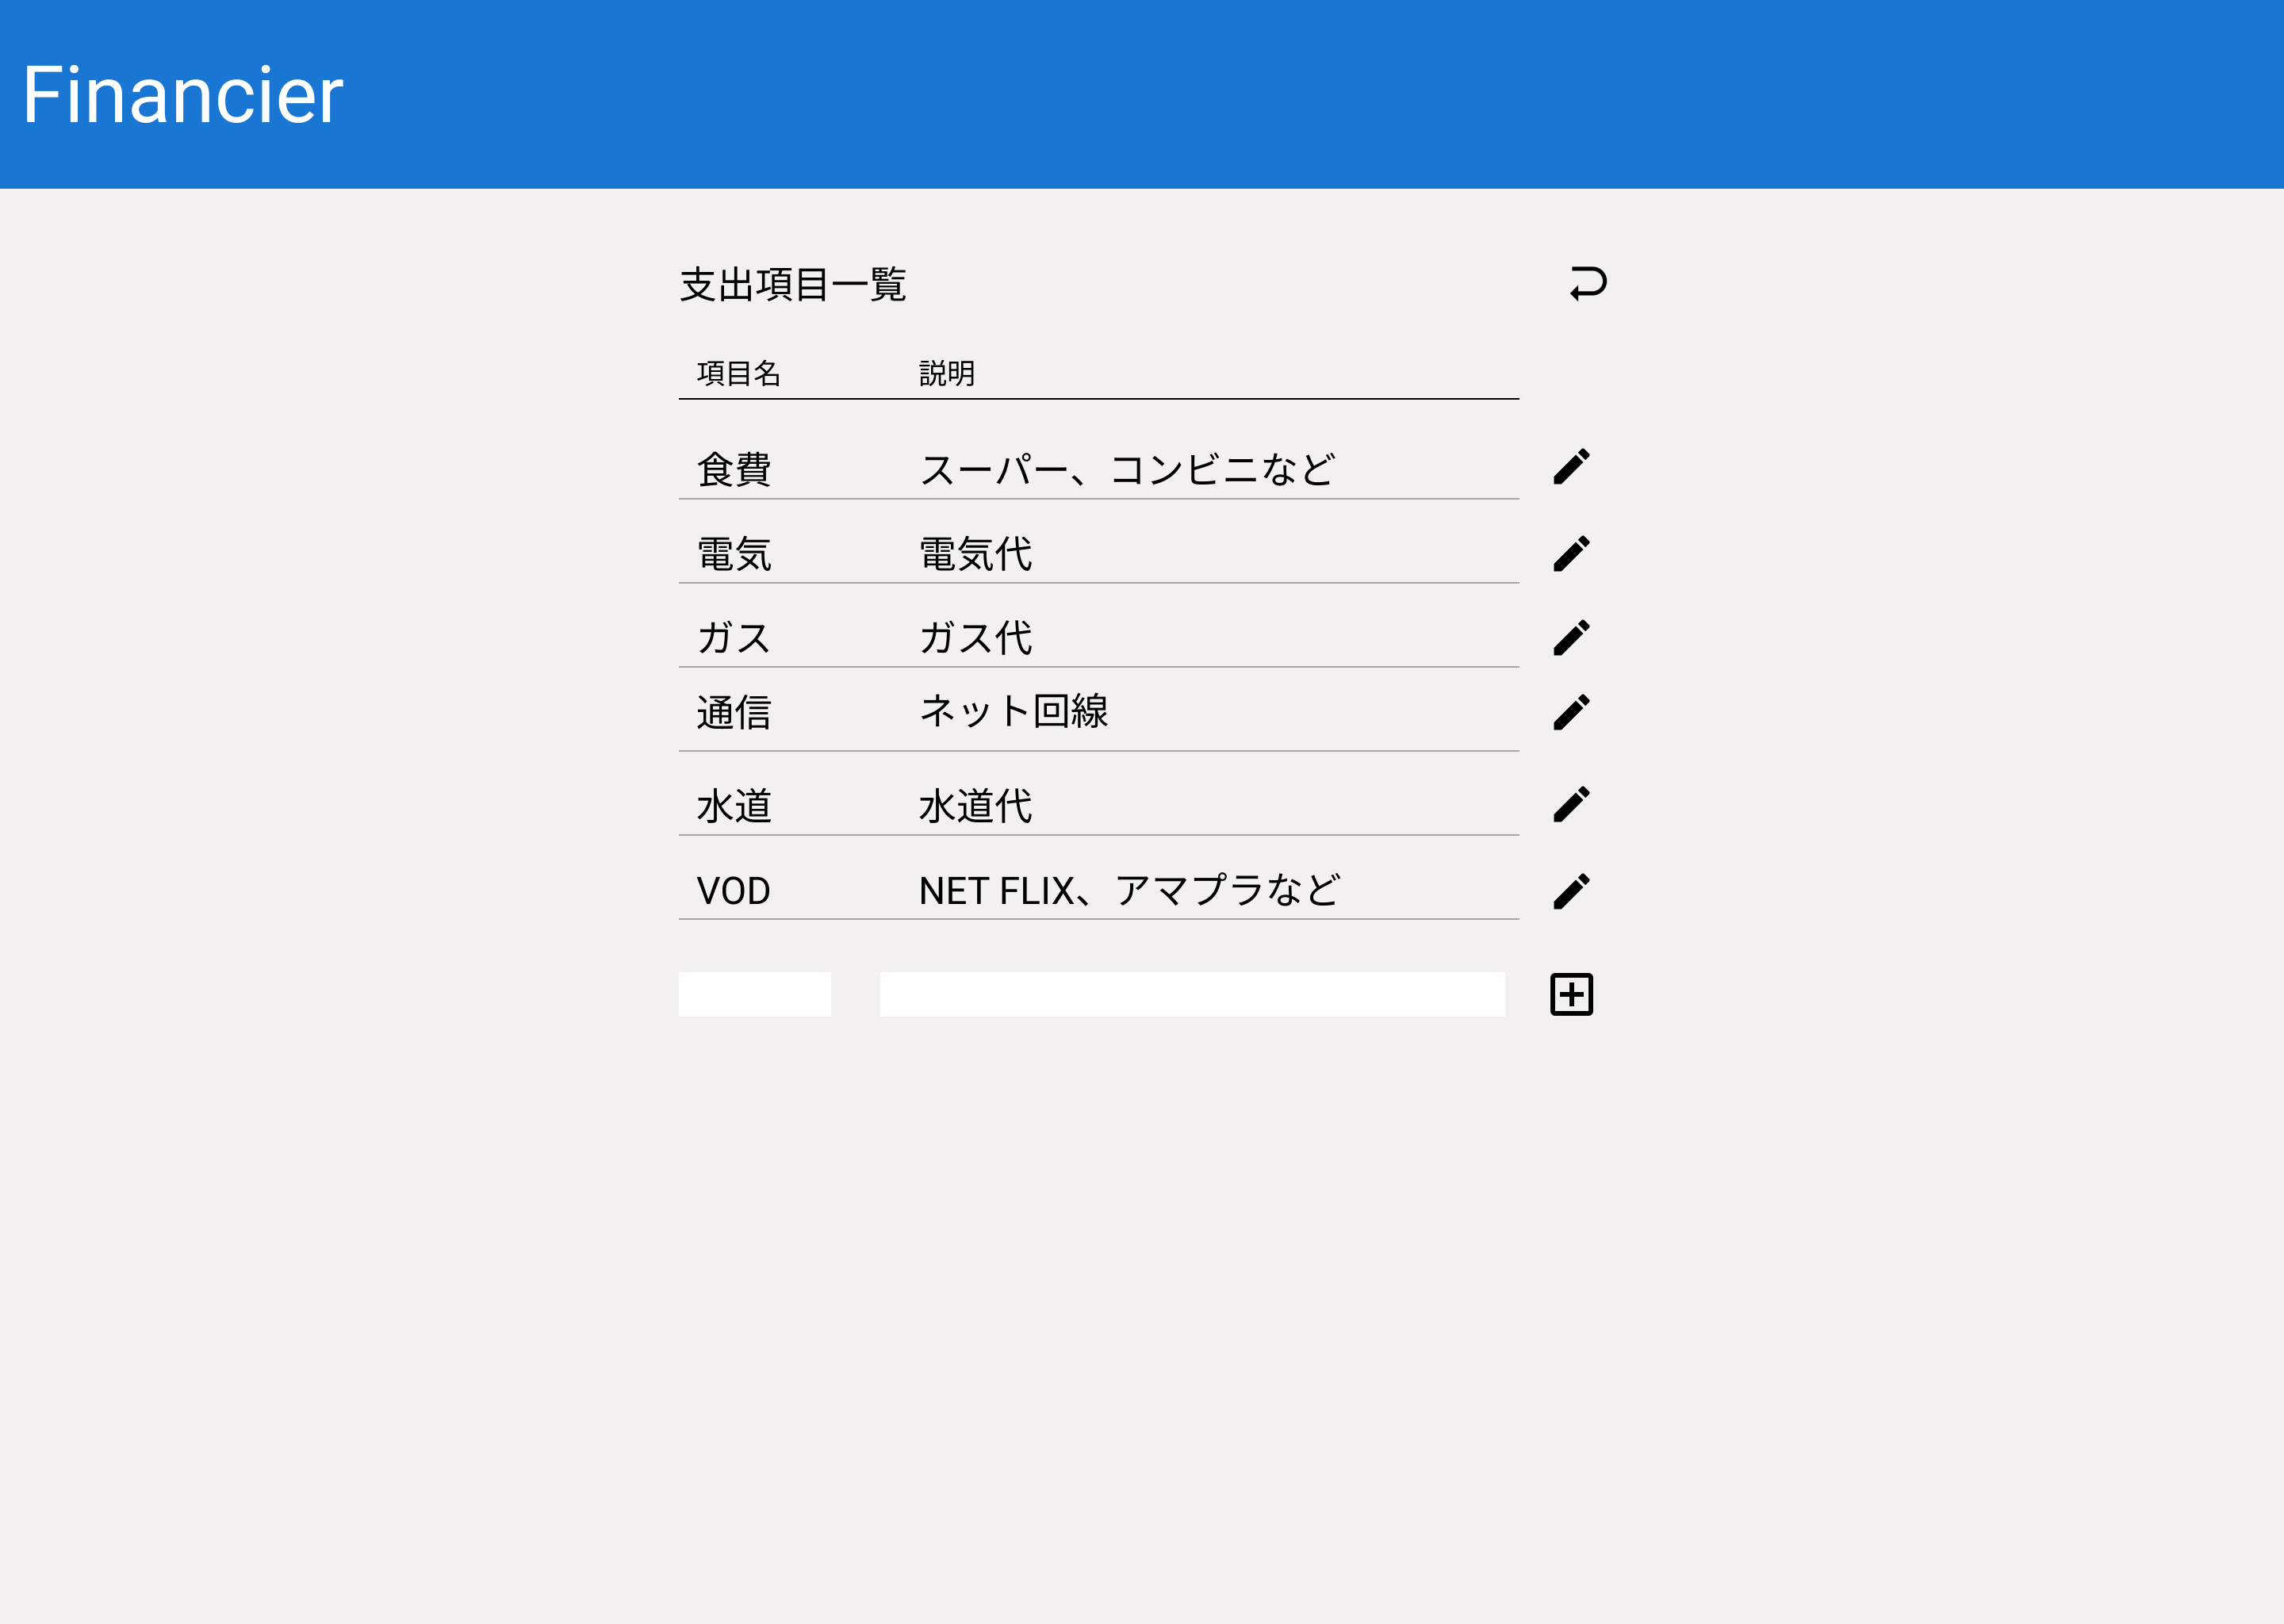 Financier
支出項目一覧
項目名 説明
食費 スーパー、コンビニなど
電気 電気代
ガス ガス代
通信 ネット回線
水道 水道代
VOD NET FLIX、アマプラなど